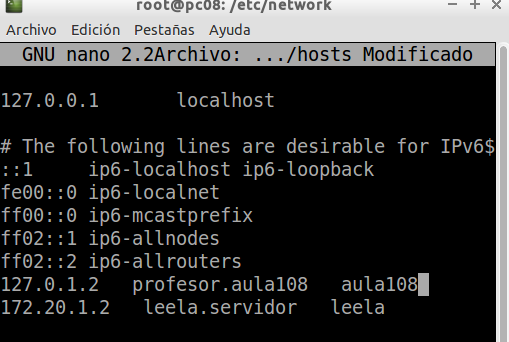 root@pc08: /etc/network
Archivo Edición Pestañas Ayuda
GNU nano 2.2Archivo: .../hosts Modificado
127.0.0.1 localhost
# The following lines are desirable for IPv6$
::1 ip6-localhost ip6-loopback
fe00::0 ip6-localnet
ff00::0 ip6-mcastprefix
ff02::1 ip6-allnodes
ff02::2 ip6-allrouters
127.0.1.2 profesor.aula108 aula108
172.20.1.2 leela.servidor leela